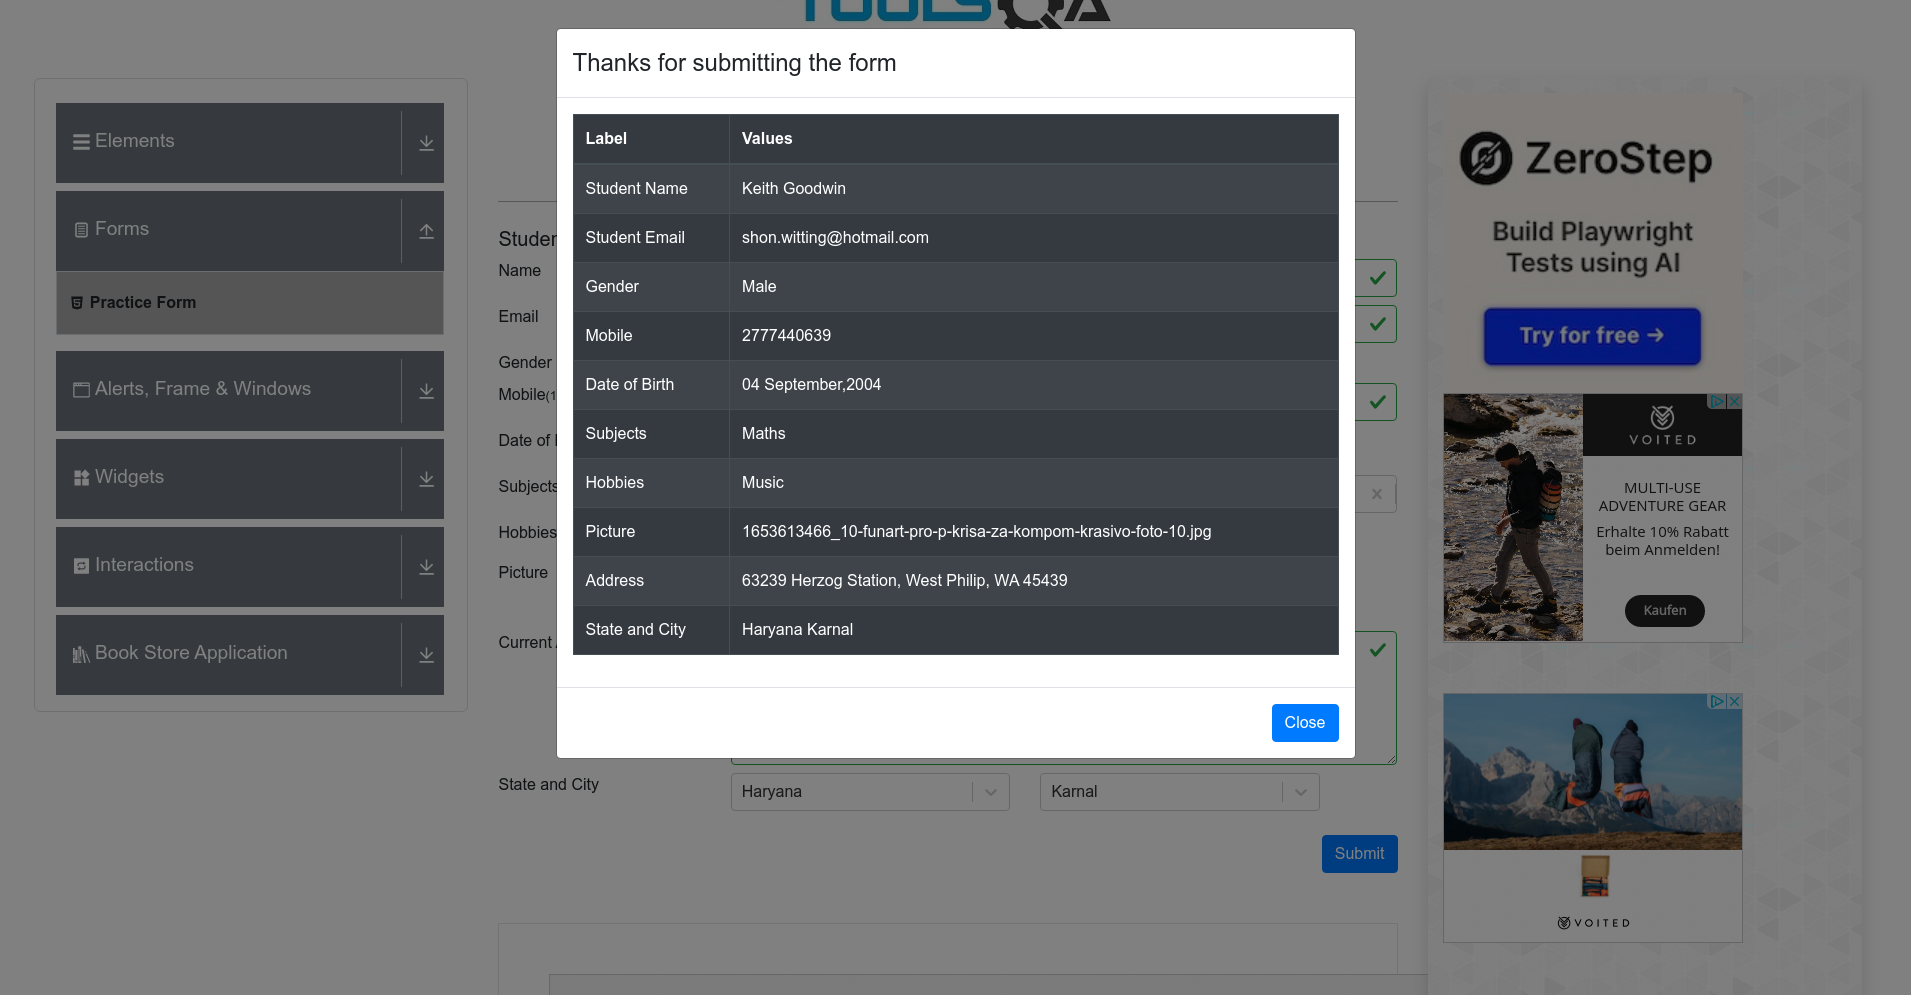 TOOLSQA
Thanks for submitting the form
Label Values
Student Name Keith Goodwin
Student Email shon.witting@hotmail.com
Gender Male
Mobile 2777440639
Date of Birth 04 September,2004
Subjects Maths
Hobbies Music
Picture 1653613466_10-funart-pro-p-krisa-za-kompom-krasivo-foto-10.jpg
Address 63239 Herzog Station, West Philip, WA 45439
State and City Haryana Karnal
Close
Elements
Forms
Practice Form
Alerts, Frame & Windows
Widgets
Interactions
Book Store Application
Name
Email
Gender
Mobile(1
Date of
Subjects
Hobbies
Picture
Current
State and City Haryana Karnal
Submit
ZeroStep
Build Playwright
Tests using AI
Try for free →
VOITED
MULTI-USE
ADVENTURE GEAR
Erhalte 10% Rabatt
beim Anmelden!
Kaufen
VOITED